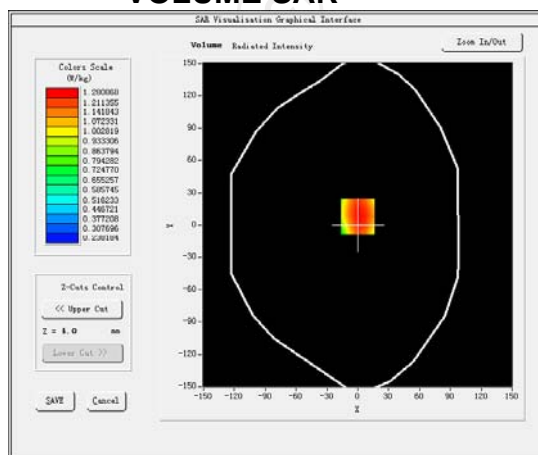 VOLUME SAR
SAR Visualisation Graphical Interface
Volume Radiated Intensity
Zoom In/Out
Colors Scale
(W/kg)
1.280868
1.211355
1.141843
1.072331
1.002819
0.933306
0.863794
0.794282
0.724770
0.655257
0.585745
0.516233
0.446721
0.377208
0.307696
0.238184
Z-Cuts Control
<< Upper Cut
Z = 4.0 mm
Lower Cut >>
SAVE Cancel
150
120
90
60
30
0
-30
-60
-90
-120
-150
Y
-150 -120 -90 -60 -30 0 30 60 90 120 150
X